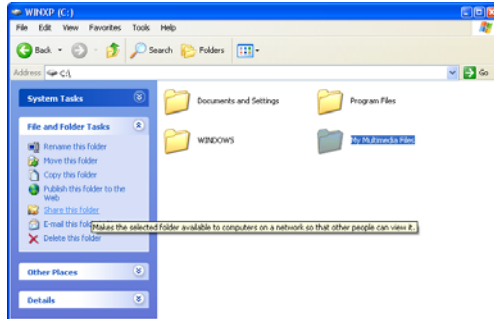 WINXP (C:)
File Edit View Favorites Tools Help
Back Search Folders
Address C:\ Go
System Tasks
Documents and Settings Program Files
File and Folder Tasks
WINDOWS My Multimedia Files
Rename this folder
Move this folder
Copy this folder
Publish this folder to the
Web
Share this folder
E-mail this fol
Makes the selected folder available to computers on a network so that other people can view it.
Delete this folder
Other Places
Details